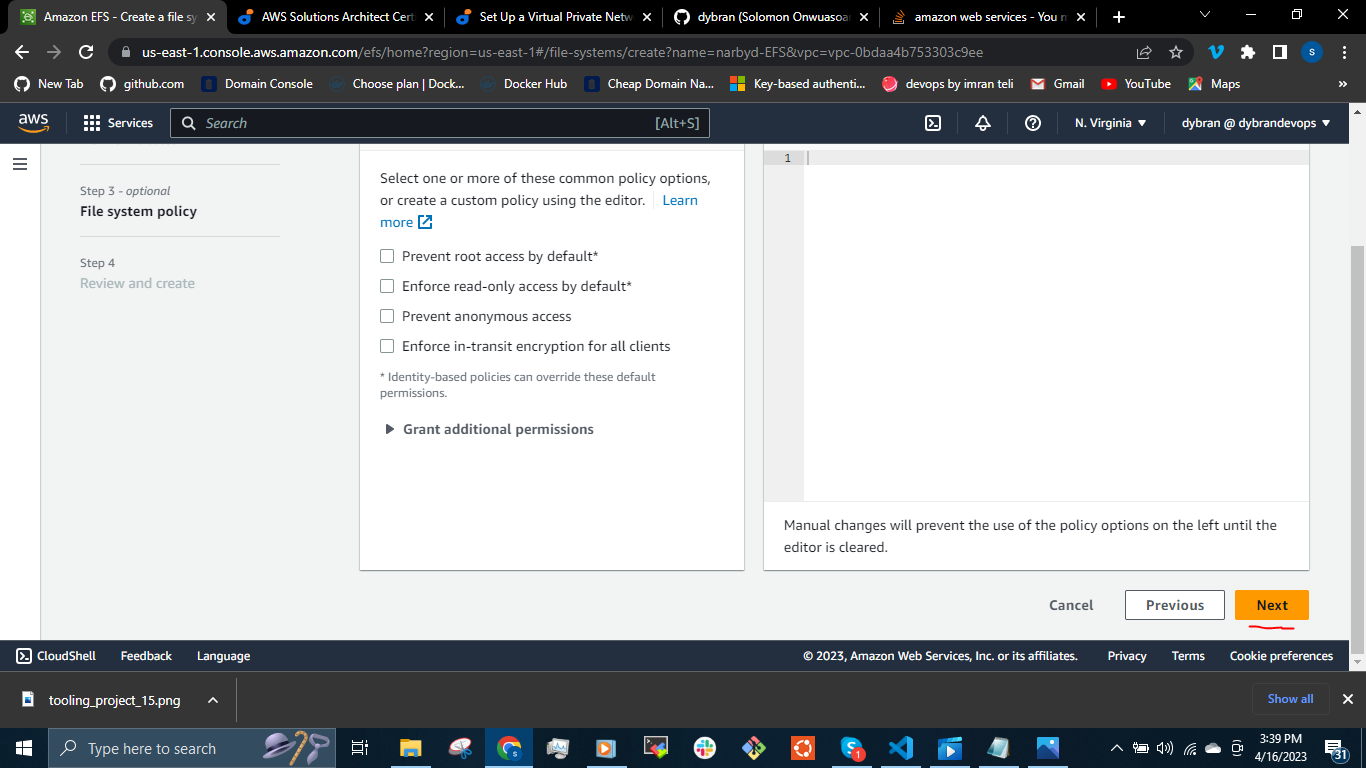 Amazon EFS - Create a file sy
AWS Solutions Architect Cert
Set Up a Virtual Private Netw
dybran (Solomon Onwuasoan
amazon web services - You n
us-east-1.console.aws.amazon.com/efs/home?region=us-east-1#/file-systems/create?name=narbyd-EFS&vpc=vpc-0bdaa4b753303c9ee
S
New Tab
github.com
Domain Console
Choose plan | Dock...
Docker Hub
Cheap Domain Na...
Key-based authenti...
devops by imran teli
Gmail
YouTube
Maps
»
aws
Services
Search
[Alt+S]
N. Virginia
dybran @ dybrandevops
Step 3 - optional
File system policy
Step 4
Review and create
Select one or more of these common policy options,
or create a custom policy using the editor. Learn
more
Prevent root access by default*
Enforce read-only access by default*
Prevent anonymous access
Enforce in-transit encryption for all clients
* Identity-based policies can override these default
permissions.
Grant additional permissions
1
Manual changes will prevent the use of the policy options on the left until the
editor is cleared.
Cancel
Previous
Next
CloudShell
Feedback
Language
© 2023, Amazon Web Services, Inc. or its affiliates.
Privacy
Terms
Cookie preferences
tooling_project_15.png
Show all
Type here to search
1
3:39 PM
4/16/2023
31